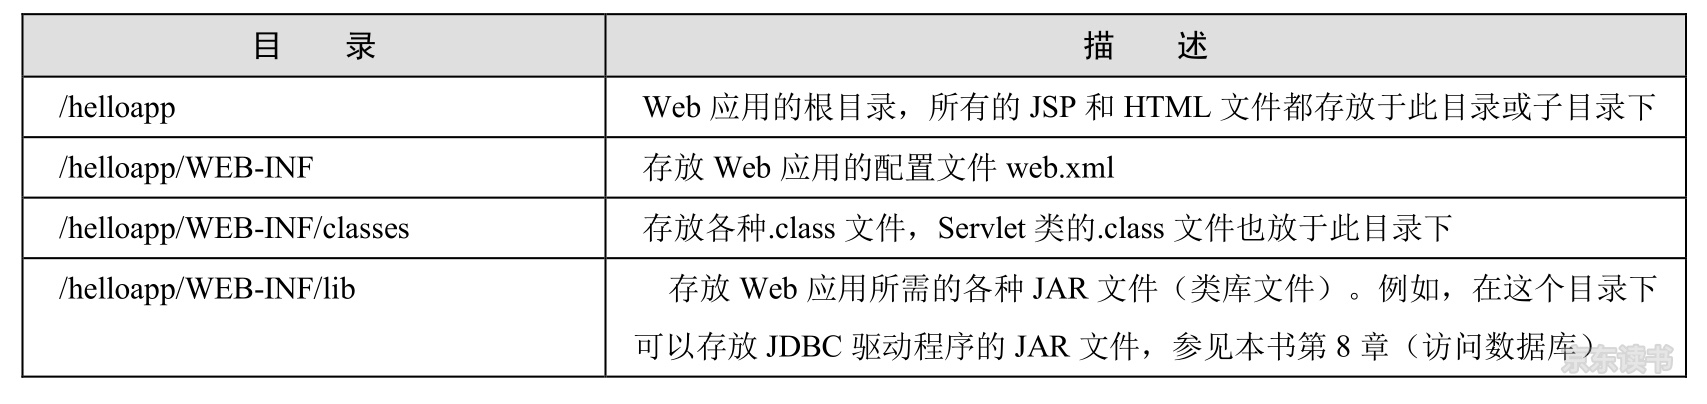 目 录 描 述
/helloapp Web 应用的根目录，所有的 JSP 和 HTML 文件都存放于此目录或子目录下
/helloapp/WEB-INF 存放 Web 应用的配置文件 web.xml
/helloapp/WEB-INF/classes 存放各种.class 文件，Servlet 类的.class 文件也放于此目录下
/helloapp/WEB-INF/lib 存放 Web 应用所需的各种 JAR 文件（类库文件）。例如，在这个目录下
可以存放 JDBC 驱动程序的 JAR 文件，参见本书第 8 章（访问数据库）
京东读书